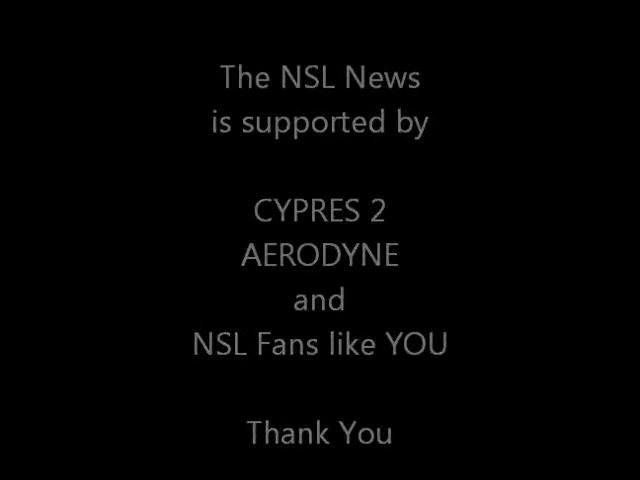 The NSL News
is supported by
CYPRES 2
AERODYNE
and
NSL Fans like YOU
Thank You